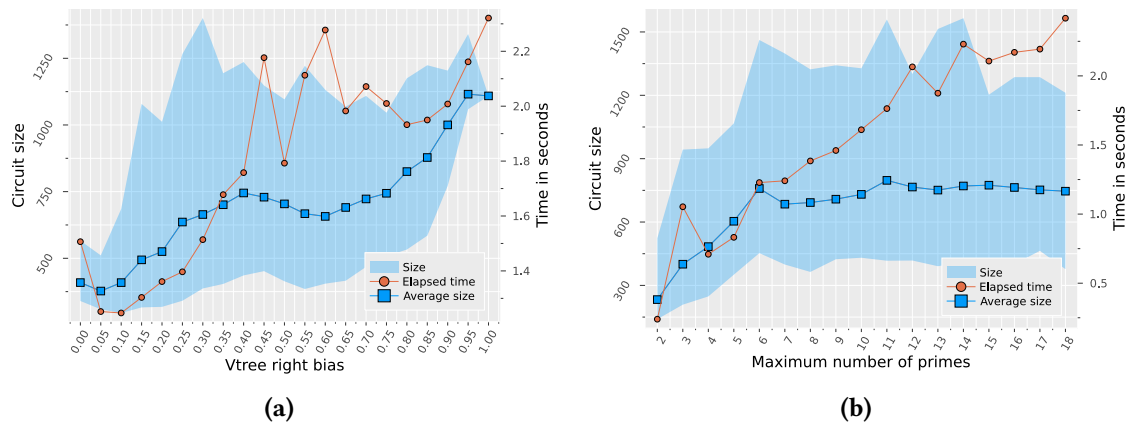 1250
1000
750
500
Circuit size
2.2
2.0
1.8
1.6
1.4
Time in seconds
Size
Elapsed time
Average size
0.00 0.05 0.10 0.15 0.20 0.25 0.30 0.35 0.40 0.45 0.50 0.55 0.60 0.65 0.70 0.75 0.80 0.85 0.90 0.95 1.00
Vtree right bias
(a)
1500
1200
900
600
300
Circuit size
2.0
1.5
1.0
0.5
Time in seconds
Size
Elapsed time
Average size
2 3 4 5 6 7 8 9 10 11 12 13 14 15 16 17 18
Maximum number of primes
(b)